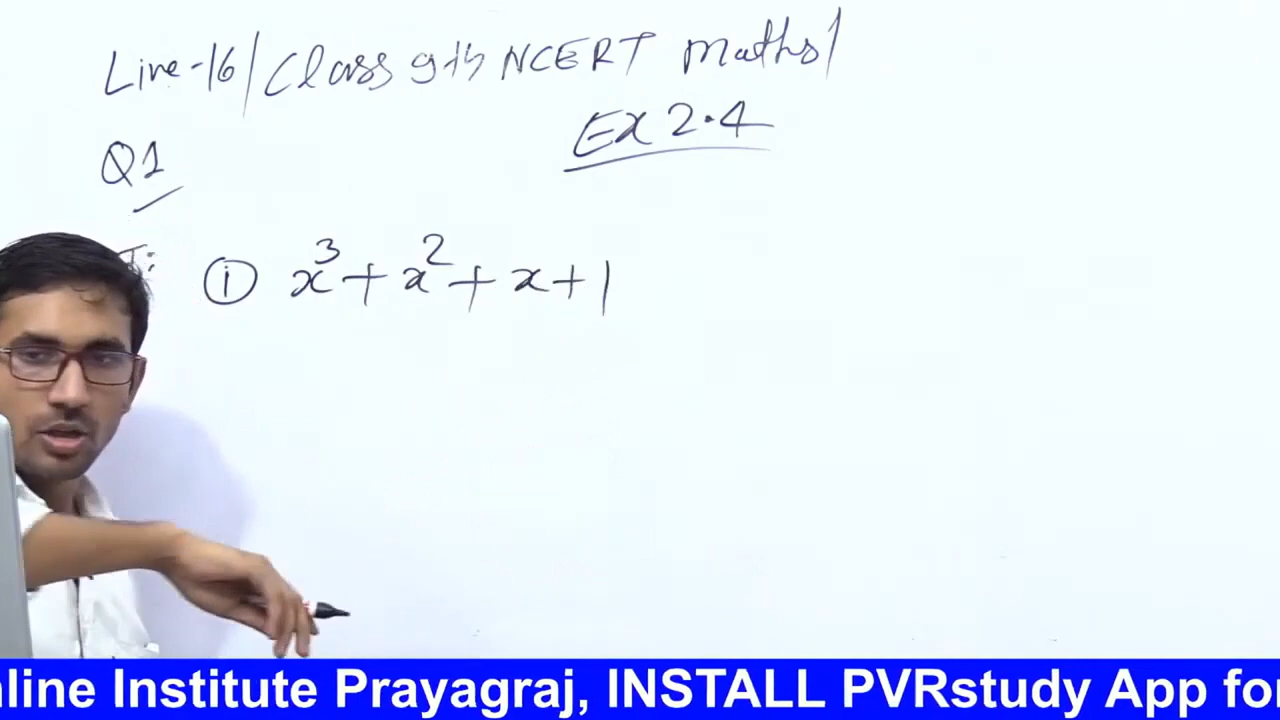 Live-16/Class 9th NCERT Maths/
Ex 2.4
Q1
① x³+x²+x+1
nline Institute Prayagraj, INSTALL PVRstudy App for